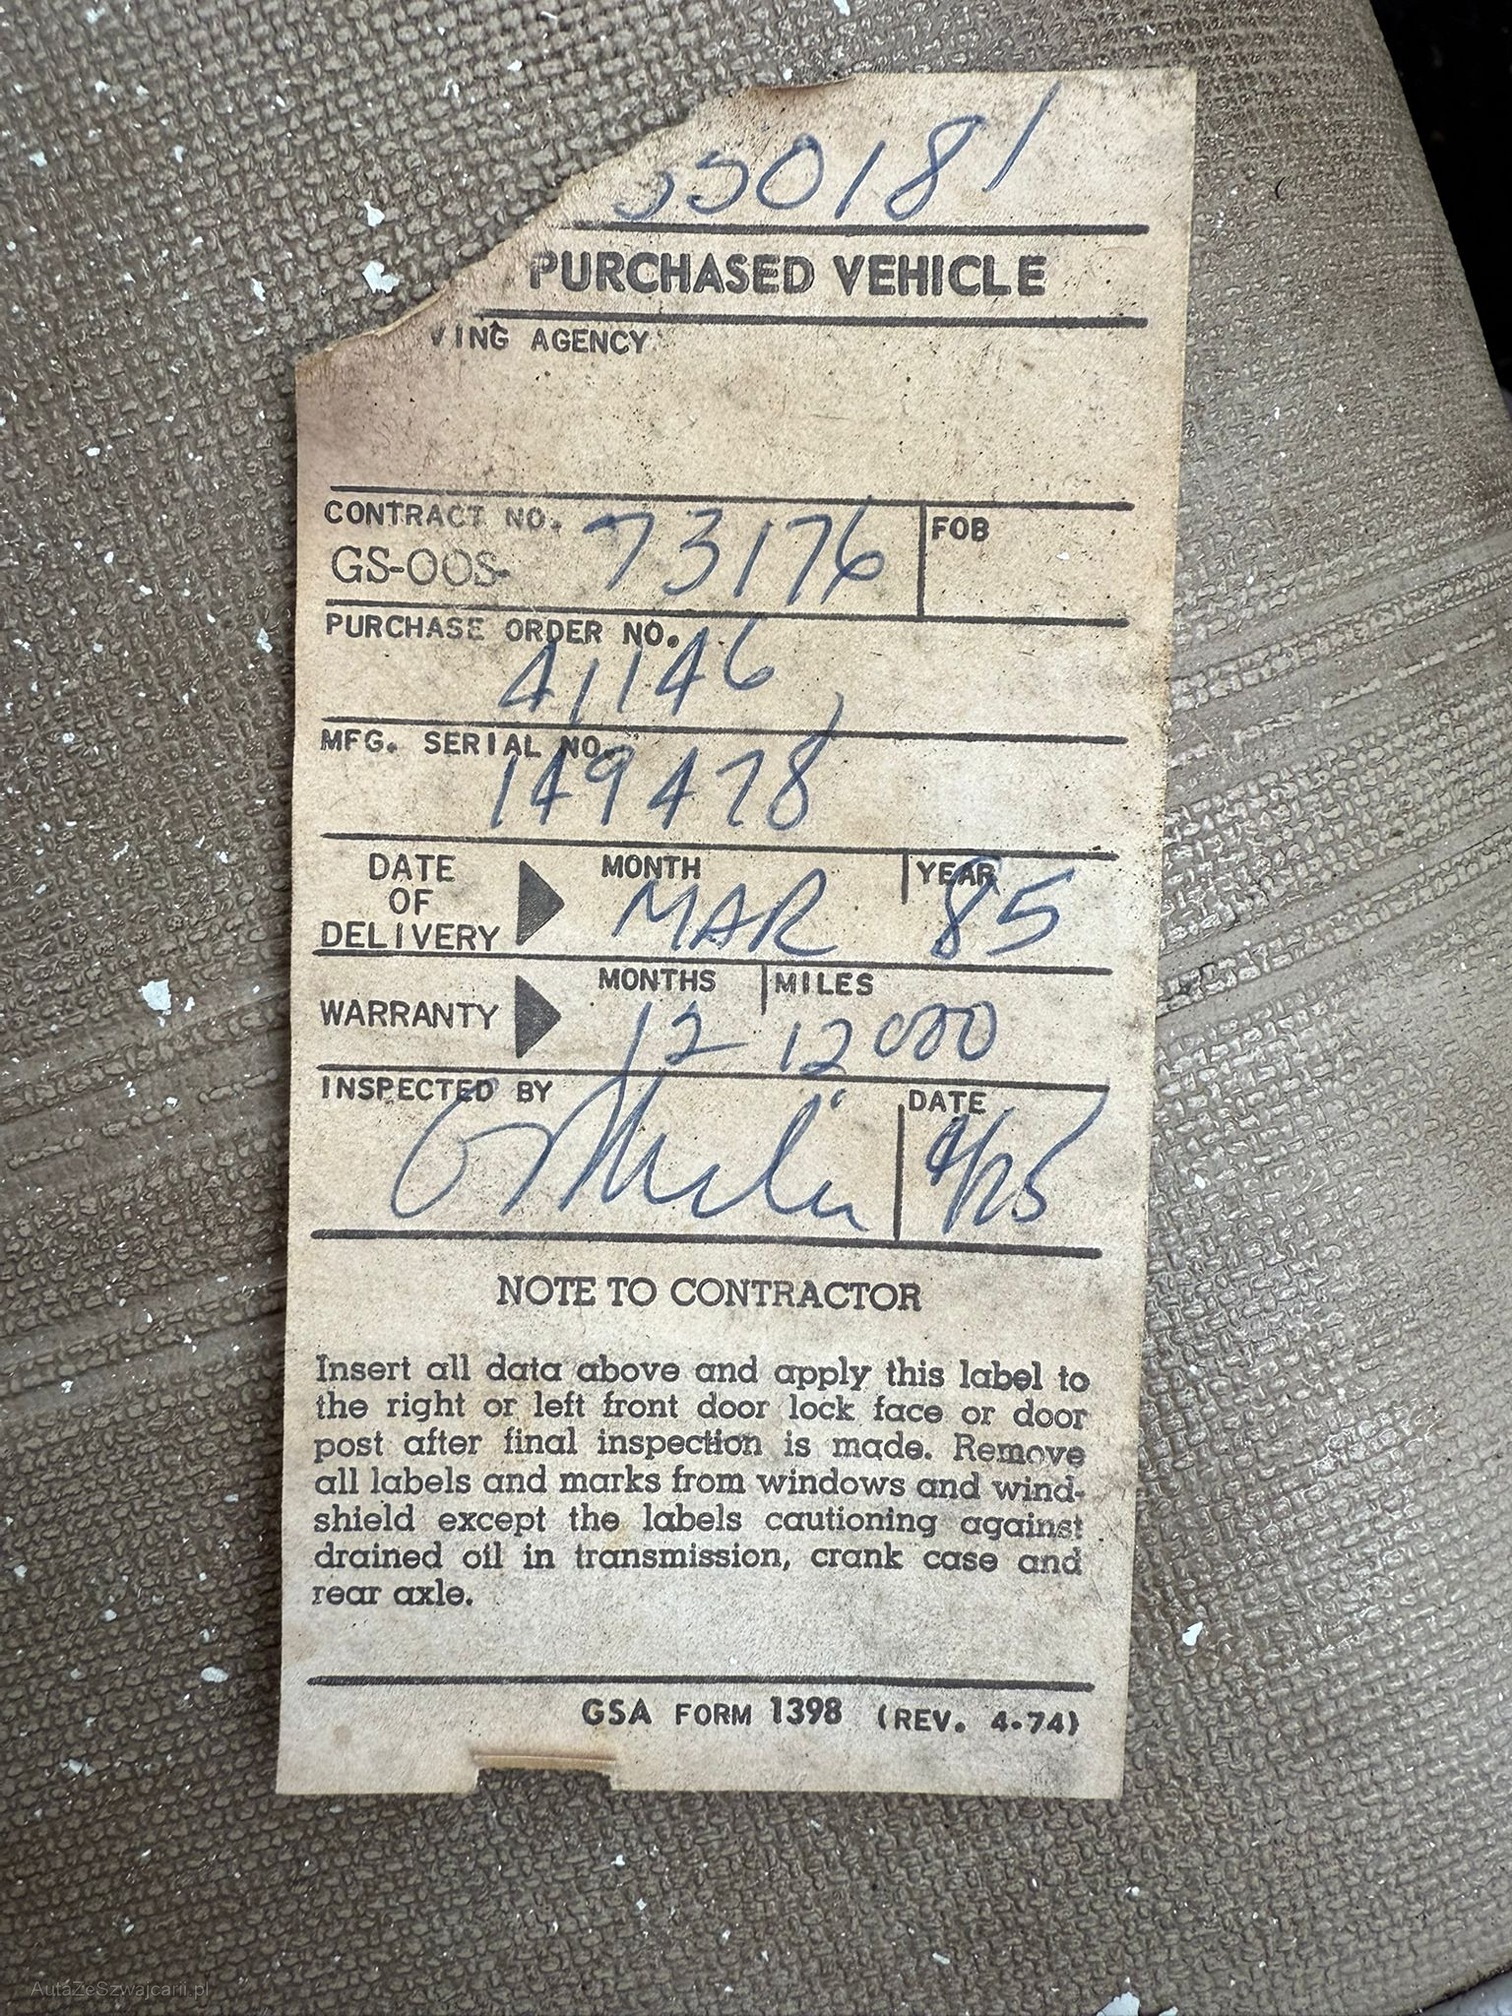 550181
PURCHASED VEHICLE
VING AGENCY
CONTRACT NO. FOB
GS-OOS- 73176
PURCHASE ORDER NO.
41146
MFG. SERIAL NO.
149478
DATE OF DELIVERY MONTH YEAR
MAR 85
WARRANTY MONTHS MILES
12 12000
INSPECTED BY DATE
NOTE TO CONTRACTOR
Insert all data above and apply this label to
the right or left front door lock face or door
post after final inspection is made. Remove
all labels and marks from windows and wind-
shield except the labels cautioning against
drained oil in transmission, crank case and
rear axle.
GSA FORM 1398 (REV. 4-74)
AutaZeSzwajcarii.pl